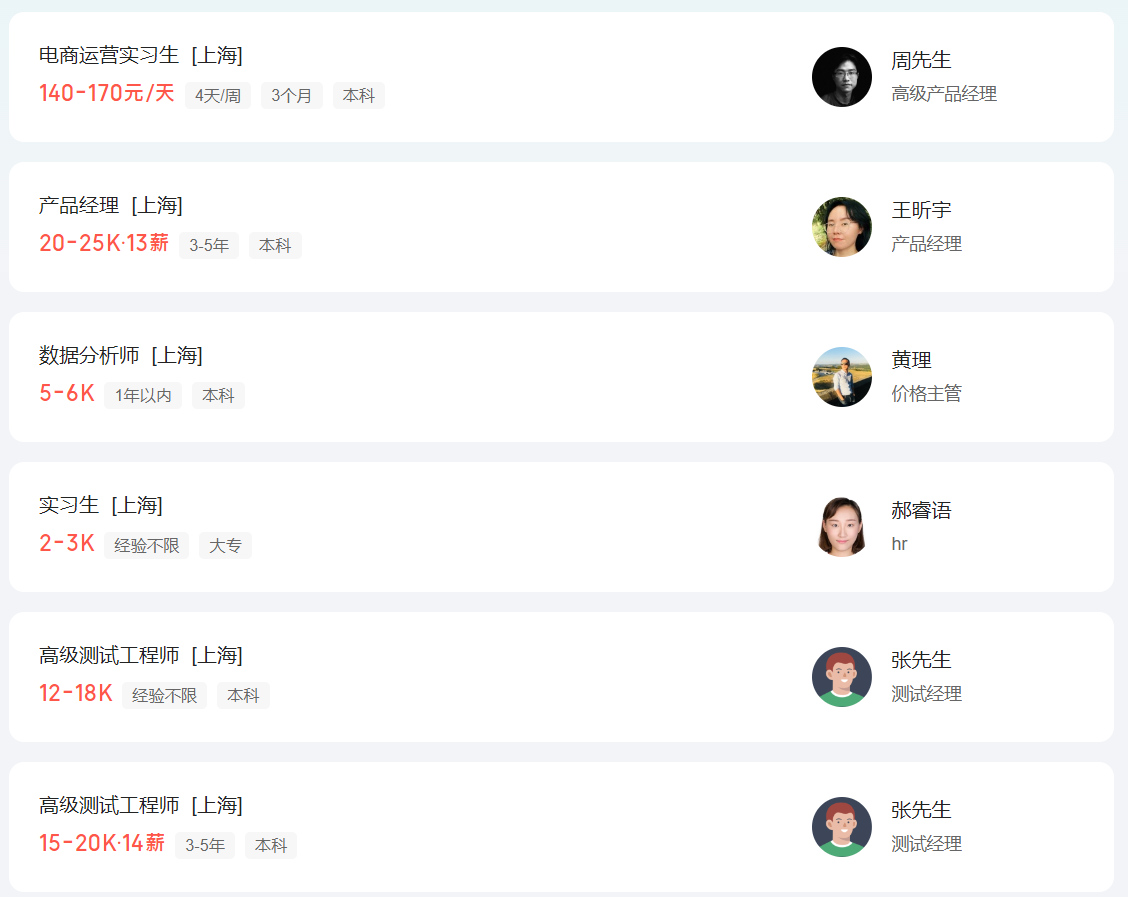 电商运营实习生 [上海]
140-170元/天 4天/周 3个月 本科
周先生
高级产品经理
产品经理 [上海]
20-25K·13薪 3-5年 本科
王昕宇
产品经理
数据分析师 [上海]
5-6K 1年以内 本科
黄理
价格主管
实习生 [上海]
2-3K 经验不限 大专
郝睿语
hr
高级测试工程师 [上海]
12-18K 经验不限 本科
张先生
测试经理
高级测试工程师 [上海]
15-20K·14薪 3-5年 本科
张先生
测试经理